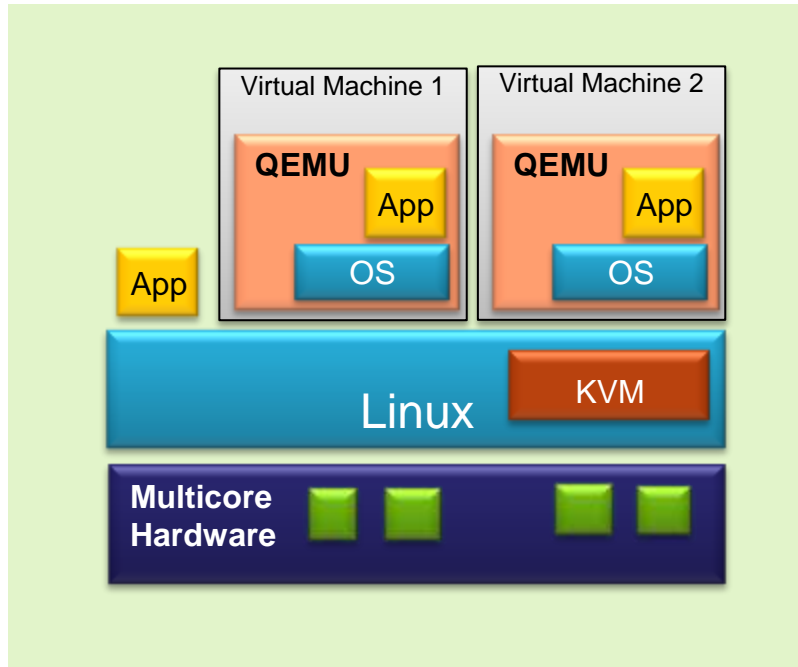 Virtual Machine 1
Virtual Machine 2
QEMU
App
OS
QEMU
App
OS
App
Linux
KVM
Multicore
Hardware